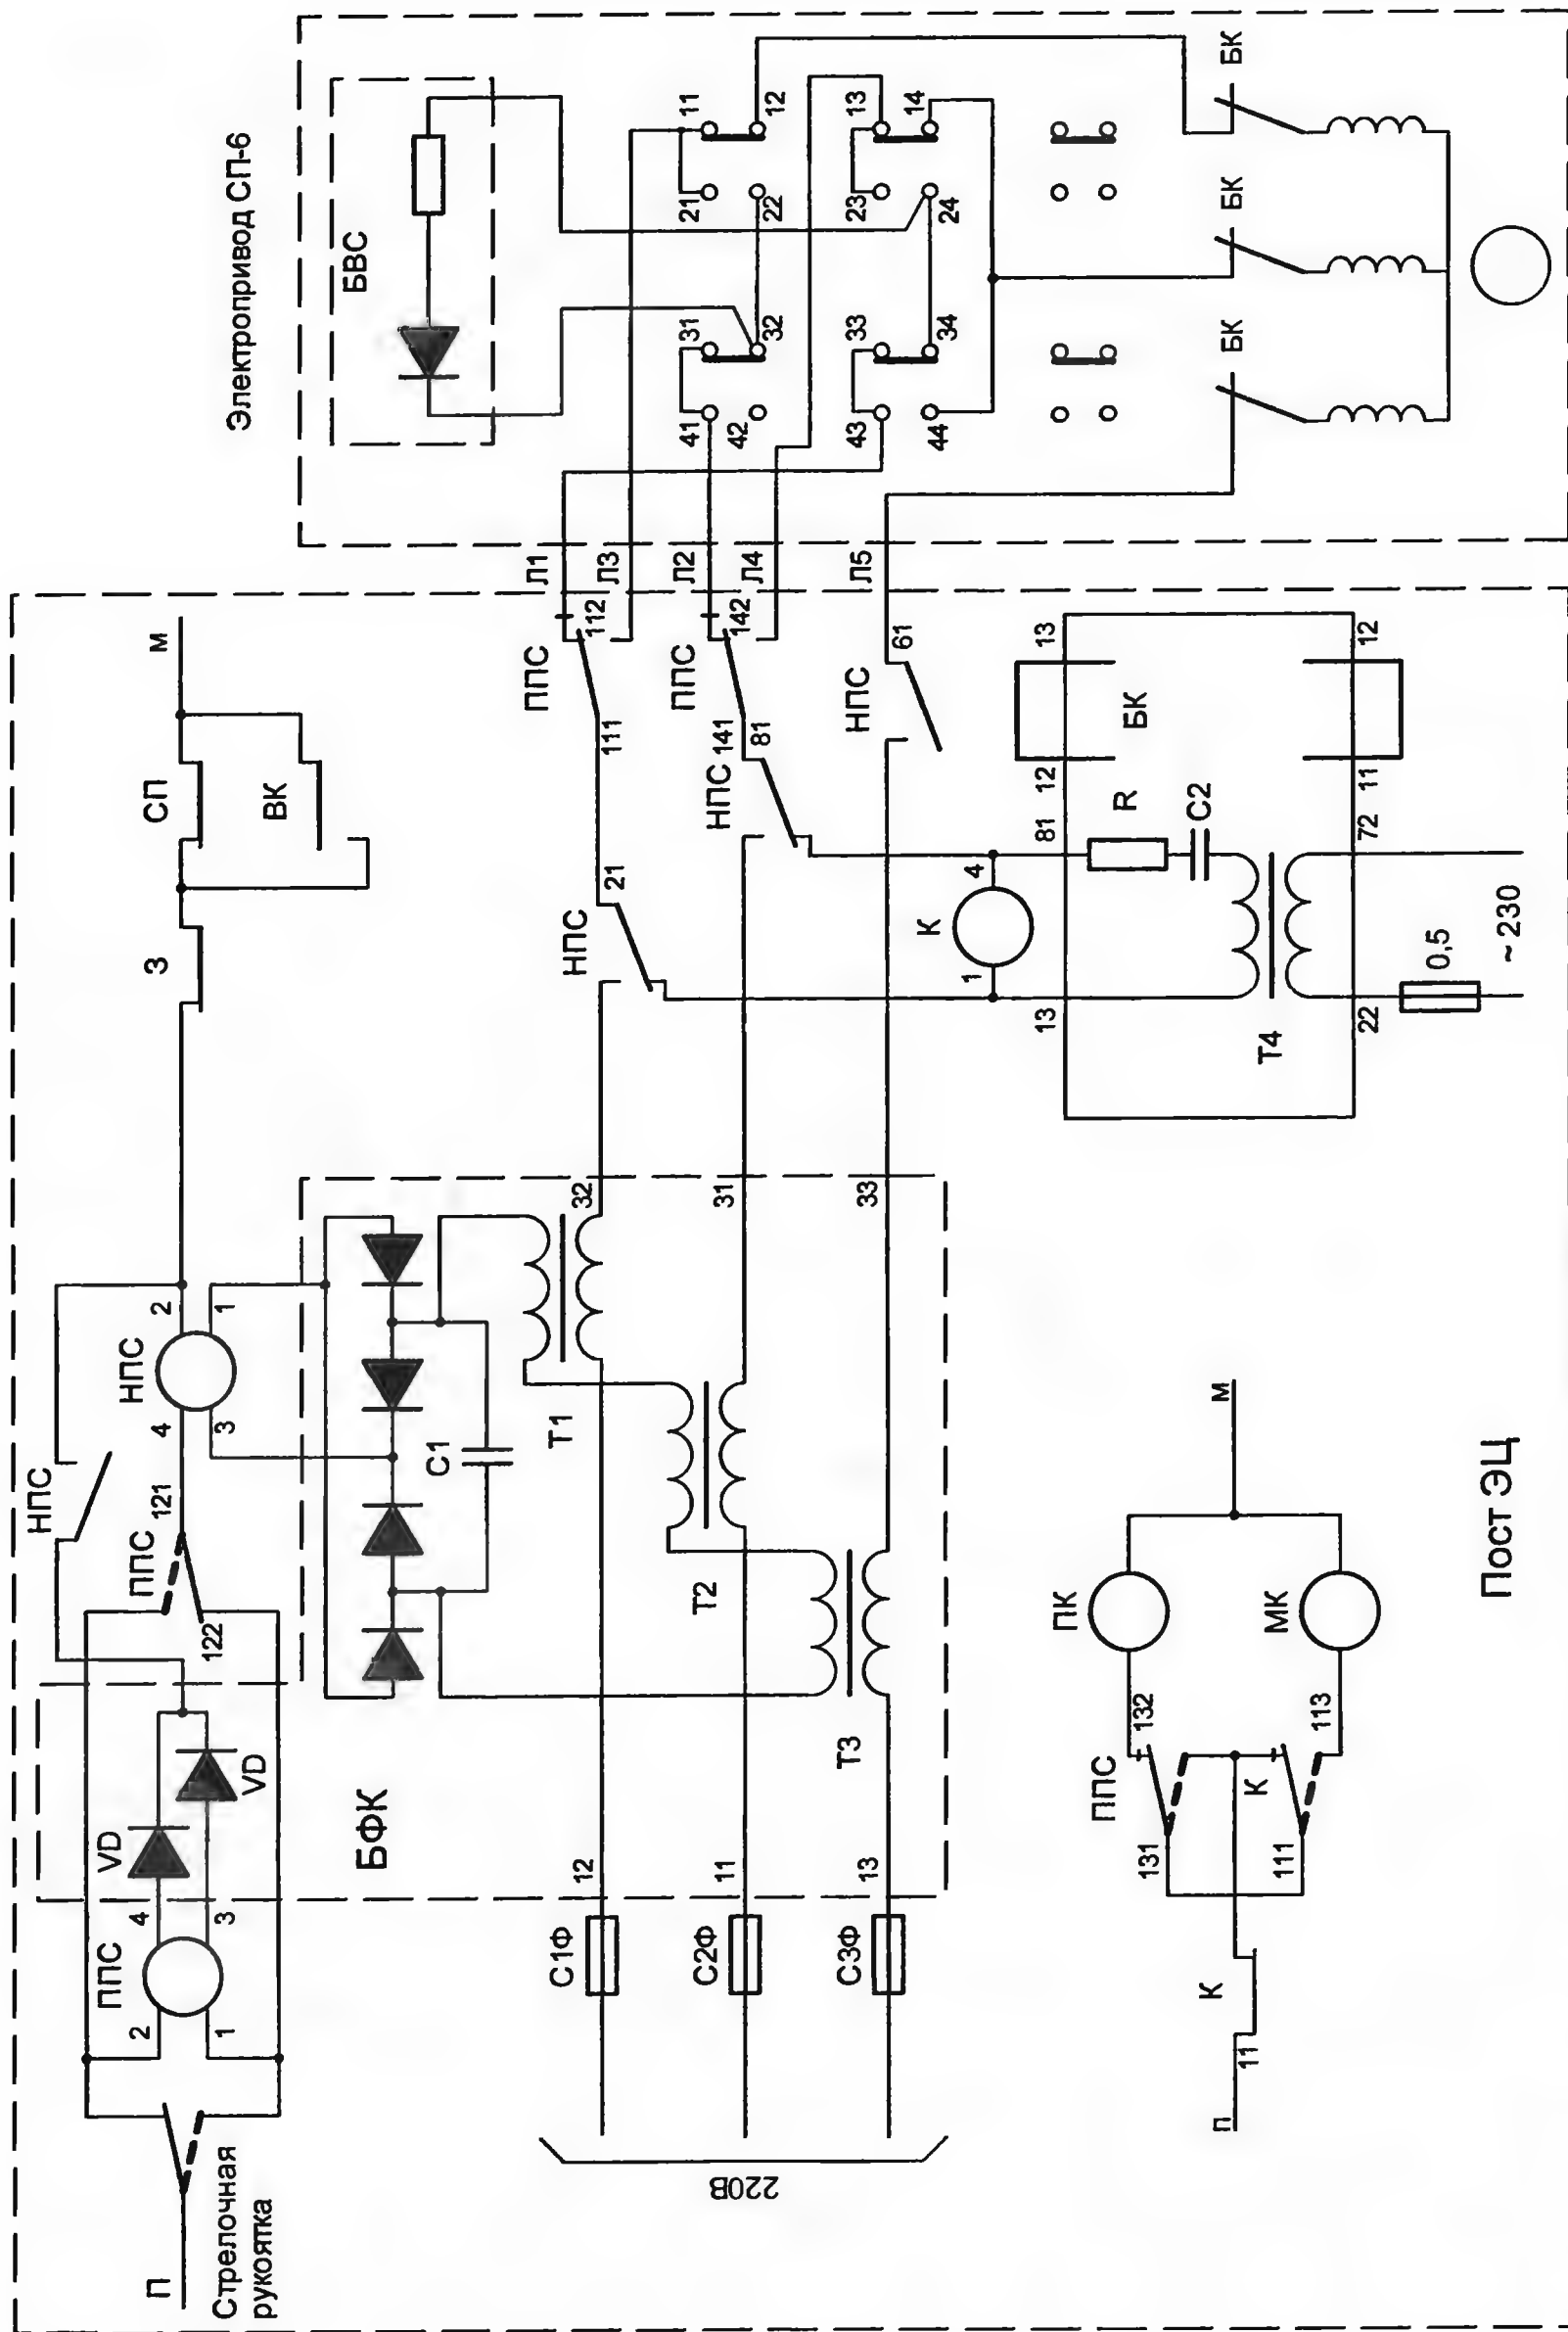 НПС
П
Стрелочная
рукоятка
ППС
2
1
4
3
VD
VD
ППС
122
121
НПС
4
3
2
1
З
СП
ВК
М
Электропривод СП-6
БВС
БФК
С1
220В
С1Ф
12
Т1
32
НПС
21
111
ППС
112
Л1
Л3
С2Ф
11
Т2
31
НПС
81
141
ППС
142
Л2
Л4
С3Ф
13
Т3
33
НПС
61
Л5
41
31
21
11
42
32
22
12
43
33
23
13
44
34
24
14
К
1
4
13
81
12
13
R
С2
БК
Т4
22
72
11
12
0,5
~ 230
БК
БК
БК
П
11
К
ППС
131
132
ПК
К
111
113
МК
М
Пост ЭЦ